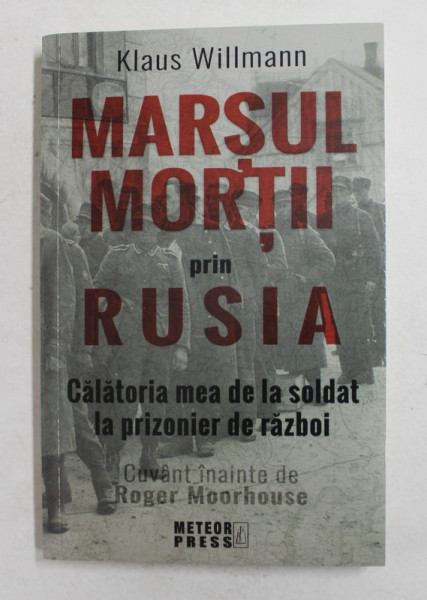 Klaus Willmann
MARȘUL
MORȚII
prin
RUSIA
Călătoria mea de la soldat
la prizonier de război
Cuvânt înainte de
Roger Moorhouse
METEOR
PRESS